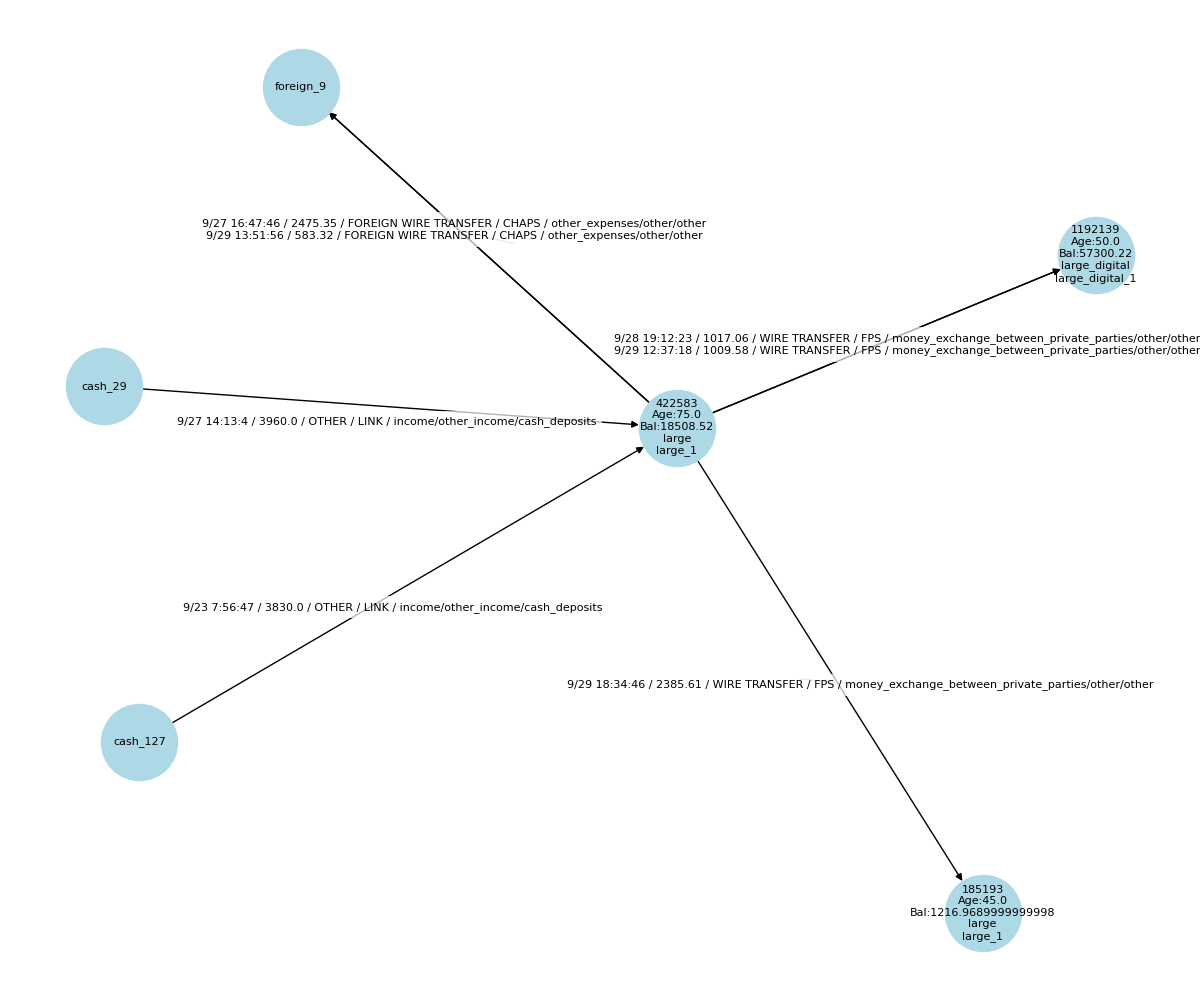 foreign_9
9/27 16:47:46 / 2475.35 / FOREIGN WIRE TRANSFER / CHAPS / other_expenses/other/other
9/29 13:51:56 / 583.32 / FOREIGN WIRE TRANSFER / CHAPS / other_expenses/other/other
1192139
Age:50.0
Bal:57300.22
large_digital
large_digital_1
9/28 19:12:23 / 1017.06 / WIRE TRANSFER / FPS / money_exchange_between_private_parties/other/other
9/29 12:37:18 / 1009.58 / WIRE TRANSFER / FPS / money_exchange_between_private_parties/other/other
cash_29
9/27 14:13:4 / 3960.0 / OTHER / LINK / income/other_income/cash_deposits
422583
Age:75.0
Bal:18508.52
large
large_1
9/23 7:56:47 / 3830.0 / OTHER / LINK / income/other_income/cash_deposits
9/29 18:34:46 / 2385.61 / WIRE TRANSFER / FPS / money_exchange_between_private_parties/other/other
cash_127
185193
Age:45.0
Bal:1216.9689999999998
large
large_1